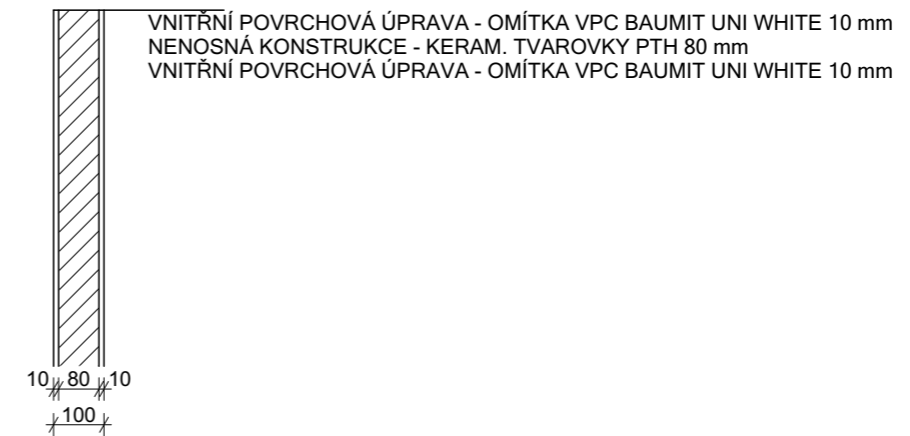 VNITŘNÍ POVRCHOVÁ ÚPRAVA - OMÍTKA VPC BAUMIT UNI WHITE 10 mm
NENOSNÁ KONSTRUKCE - KERAM. TVAROVKY PTH 80 mm
VNITŘNÍ POVRCHOVÁ ÚPRAVA - OMÍTKA VPC BAUMIT UNI WHITE 10 mm
10 80 10
100